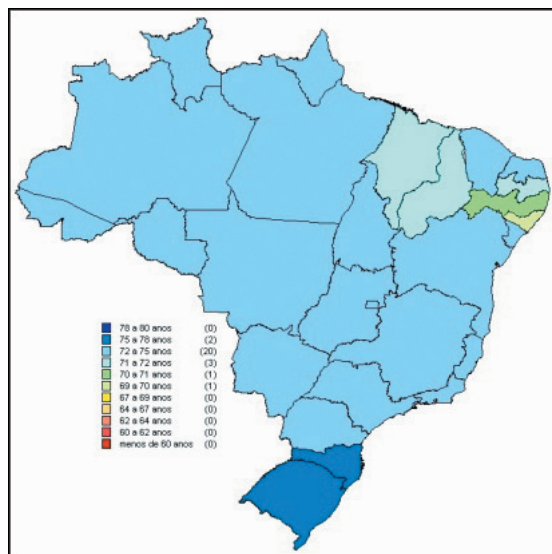 78 a 80 anos (0)
75 a 78 anos (2)
72 a 75 anos (20)
71 a 72 anos (3)
70 a 71 anos (1)
69 a 70 anos (1)
67 a 69 anos (0)
64 a 67 anos (0)
62 a 64 anos (0)
60 a 62 anos (0)
menos de 60 anos (0)